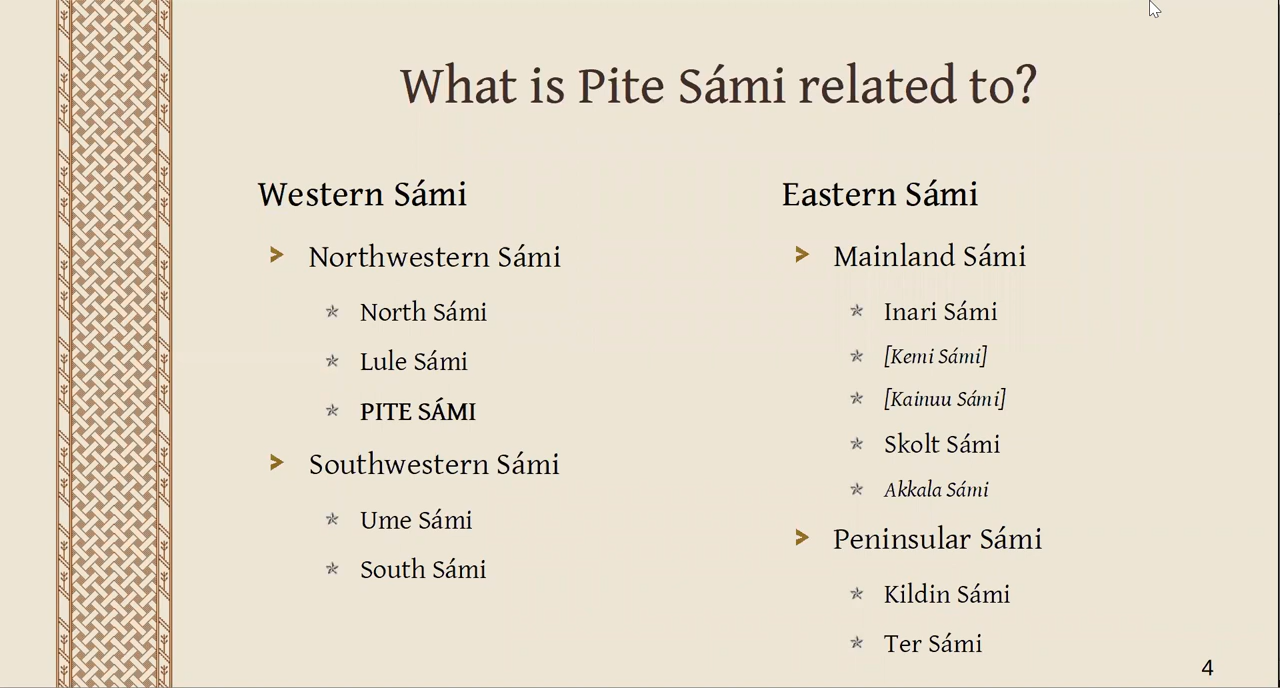 What is Pite Sámi related to?
Western Sámi
Northwestern Sámi
North Sámi
Lule Sámi
PITE SÁMI
Southwestern Sámi
Ume Sámi
South Sámi
Eastern Sámi
Mainland Sámi
Inari Sámi
[Kemi Sámi]
[Kainuu Sámi]
Skolt Sámi
Akkala Sámi
Peninsular Sámi
Kildin Sámi
Ter Sámi
4